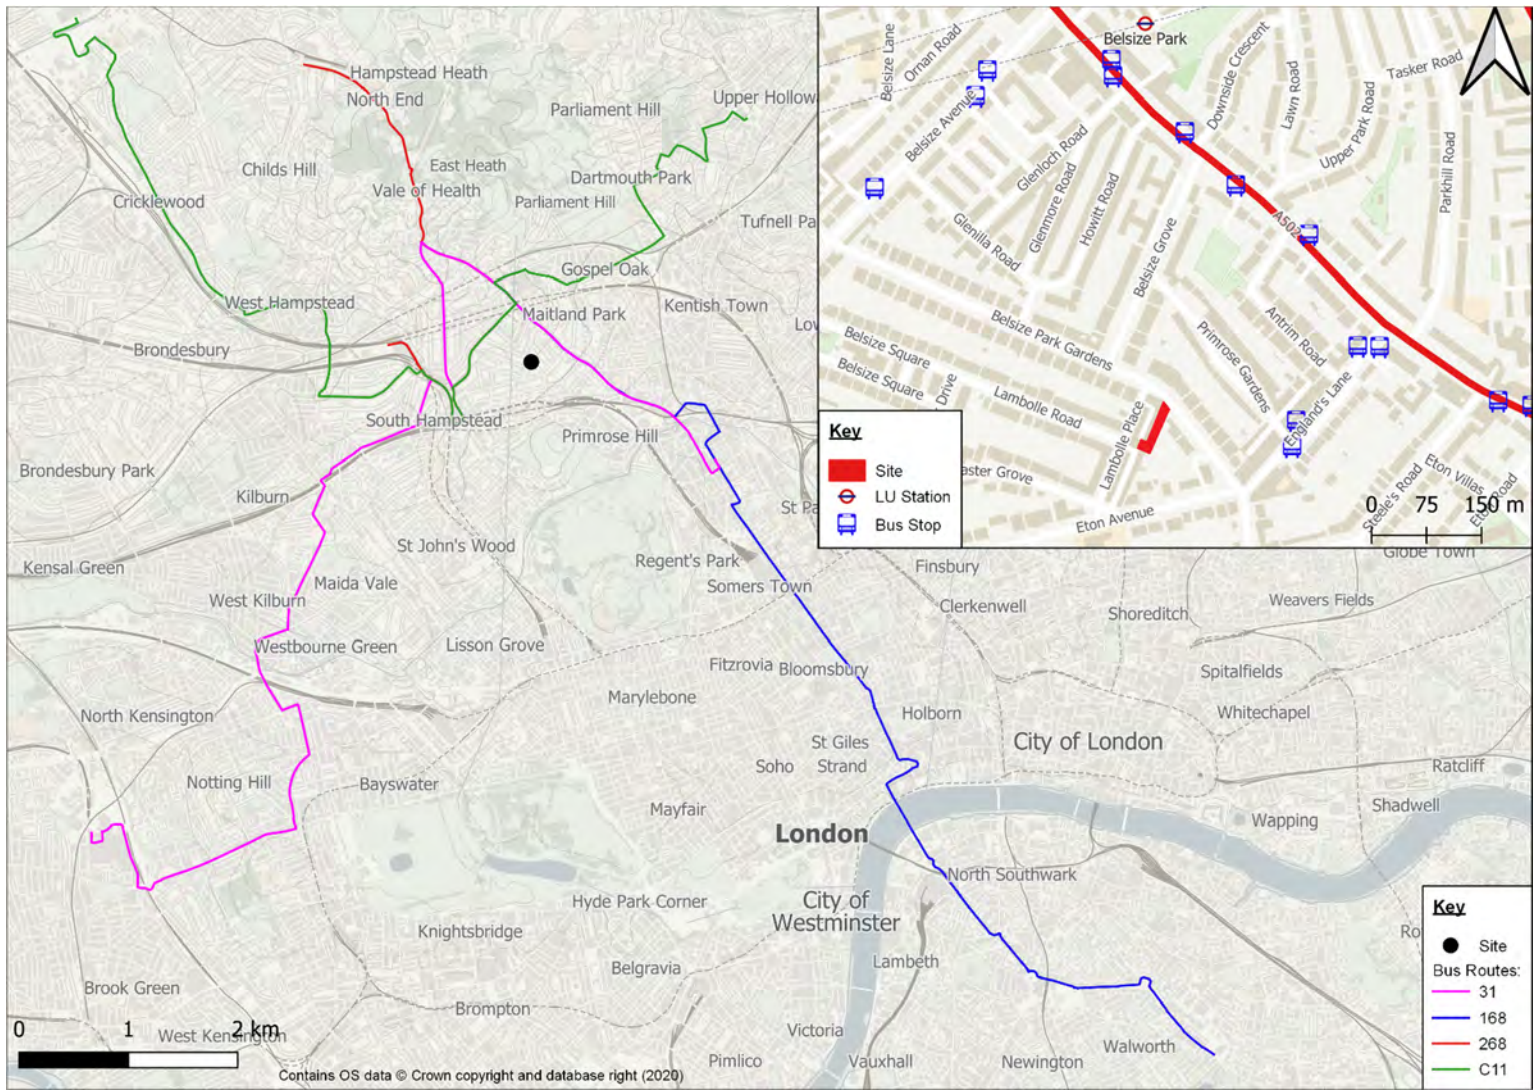 Hampstead Heath
North End
Parliament Hill
Upper Hollow
Childs Hill
East Heath
Vale of Health
Dartmouth Park
Parliament Hill
Cricklewood
Tufnell Pa
Gospel Oak
West Hampstead
Maitland Park
Kentish Town
Lov
Brondesbury
South Hampstead
Primrose Hill
Brondesbury Park
Kilburn
St Pa
St John's Wood
Regent's Park
Kensal Green
Maida Vale
Somers Town
West Kilburn
Westbourne Green
Lisson Grove
Fitzrovia
Bloomsbury
Marylebone
North Kensington
Holborn
St Giles
Soho
Strand
Notting Hill
Bayswater
Mayfair
London
City of London
Finsbury
Clerkenwell
Shoreditch
Weavers Fields
Globe Town
Spitalfields
Whitechapel
Ratcliff
Shadwell
Wapping
North Southwark
Hyde Park Corner
City of
Westminster
Knightsbridge
Belgravia
Lambeth
Brook Green
Brompton
West Kensington
Victoria
Pimlico
Vauxhall
Newington
Walworth
Ro
0 1 2 km
Contains OS data © Crown copyright and database right (2020)
Belsize Park
Belsize Lane
Ornan Road
Belsize Avenue
Downside Crescent
Lawn Road
Tasker Road
Upper Park Road
Parkhill Road
Glenloch Road
Glenmore Road
Howitt Road
Glenilla Road
Belsize Grove
A502
Antrim Road
Belsize Park Gardens
Primrose Gardens
Belsize Square
Belsize Square
Drive
Lambolle Road
Lambolle Place
England's Lane
aster Grove
Eton Avenue
Steele's Road
Eton Villas
Eton Road
0 75 150 m
Key
Site
LU Station
Bus Stop
Key
Site
Bus Routes:
31
168
268
C11